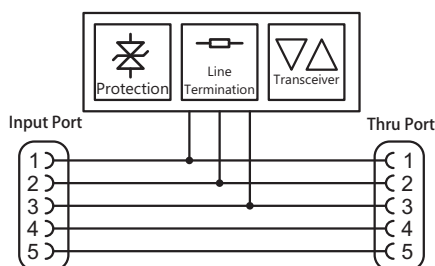 Protection
Line
Termination
Transceiver
Input Port
Thru Port
1
1
2
2
3
3
4
4
5
5